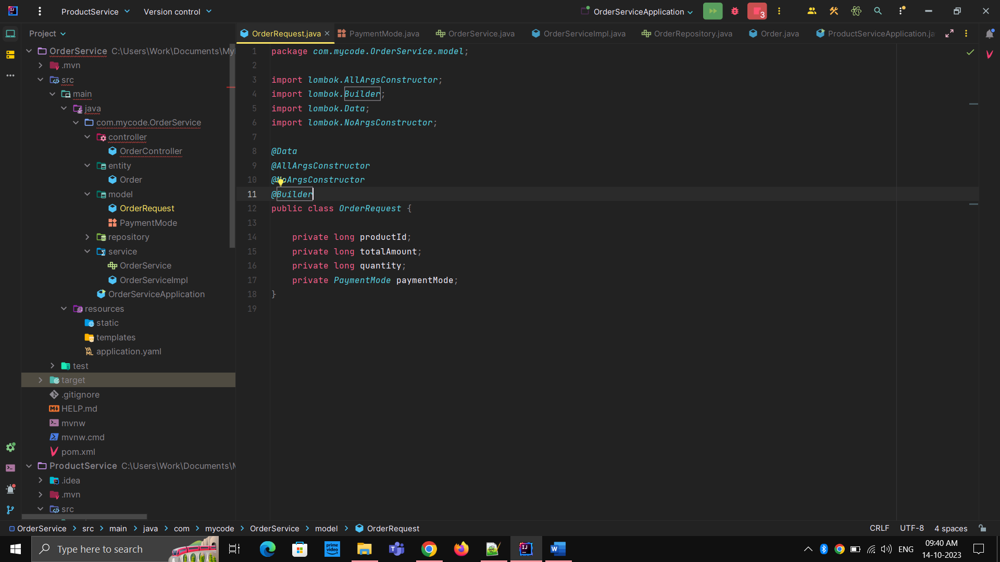 ProductService
Version control
OrderServiceApplication
3
Project
OrderRequest.java
PaymentMode.java
OrderService.java
OrderServiceImpl.java
OrderRepository.java
Order.java
ProductServiceApplication.ja
OrderService C:\Users\Work\Documents\My
.mvn
src
main
java
com.mycode.OrderService
controller
OrderController
entity
Order
model
OrderRequest
PaymentMode
repository
service
OrderService
OrderServiceImpl
OrderServiceApplication
resources
static
templates
application.yaml
test
target
.gitignore
HELP.md
mvnw
mvnw.cmd
pom.xml
ProductService C:\Users\Work\Documents\
.idea
.mvn
src
1 package com.mycode.OrderService.model;
2
3 import lombok.AllArgsConstructor;
4 import lombok.Builder;
5 import lombok.Data;
6 import lombok.NoArgsConstructor;
7
8 @Data
9 @AllArgsConstructor
10 @NoArgsConstructor
11 @Builder
12 public class OrderRequest {
13
14 private long productId;
15 private long totalAmount;
16 private long quantity;
17 private PaymentMode paymentMode;
18 }
19
OrderService > src > main > java > com > mycode > OrderService > model > OrderRequest
CRLF UTF-8 4 spaces
Type here to search
prime video
ENG
09:40 AM
14-10-2023